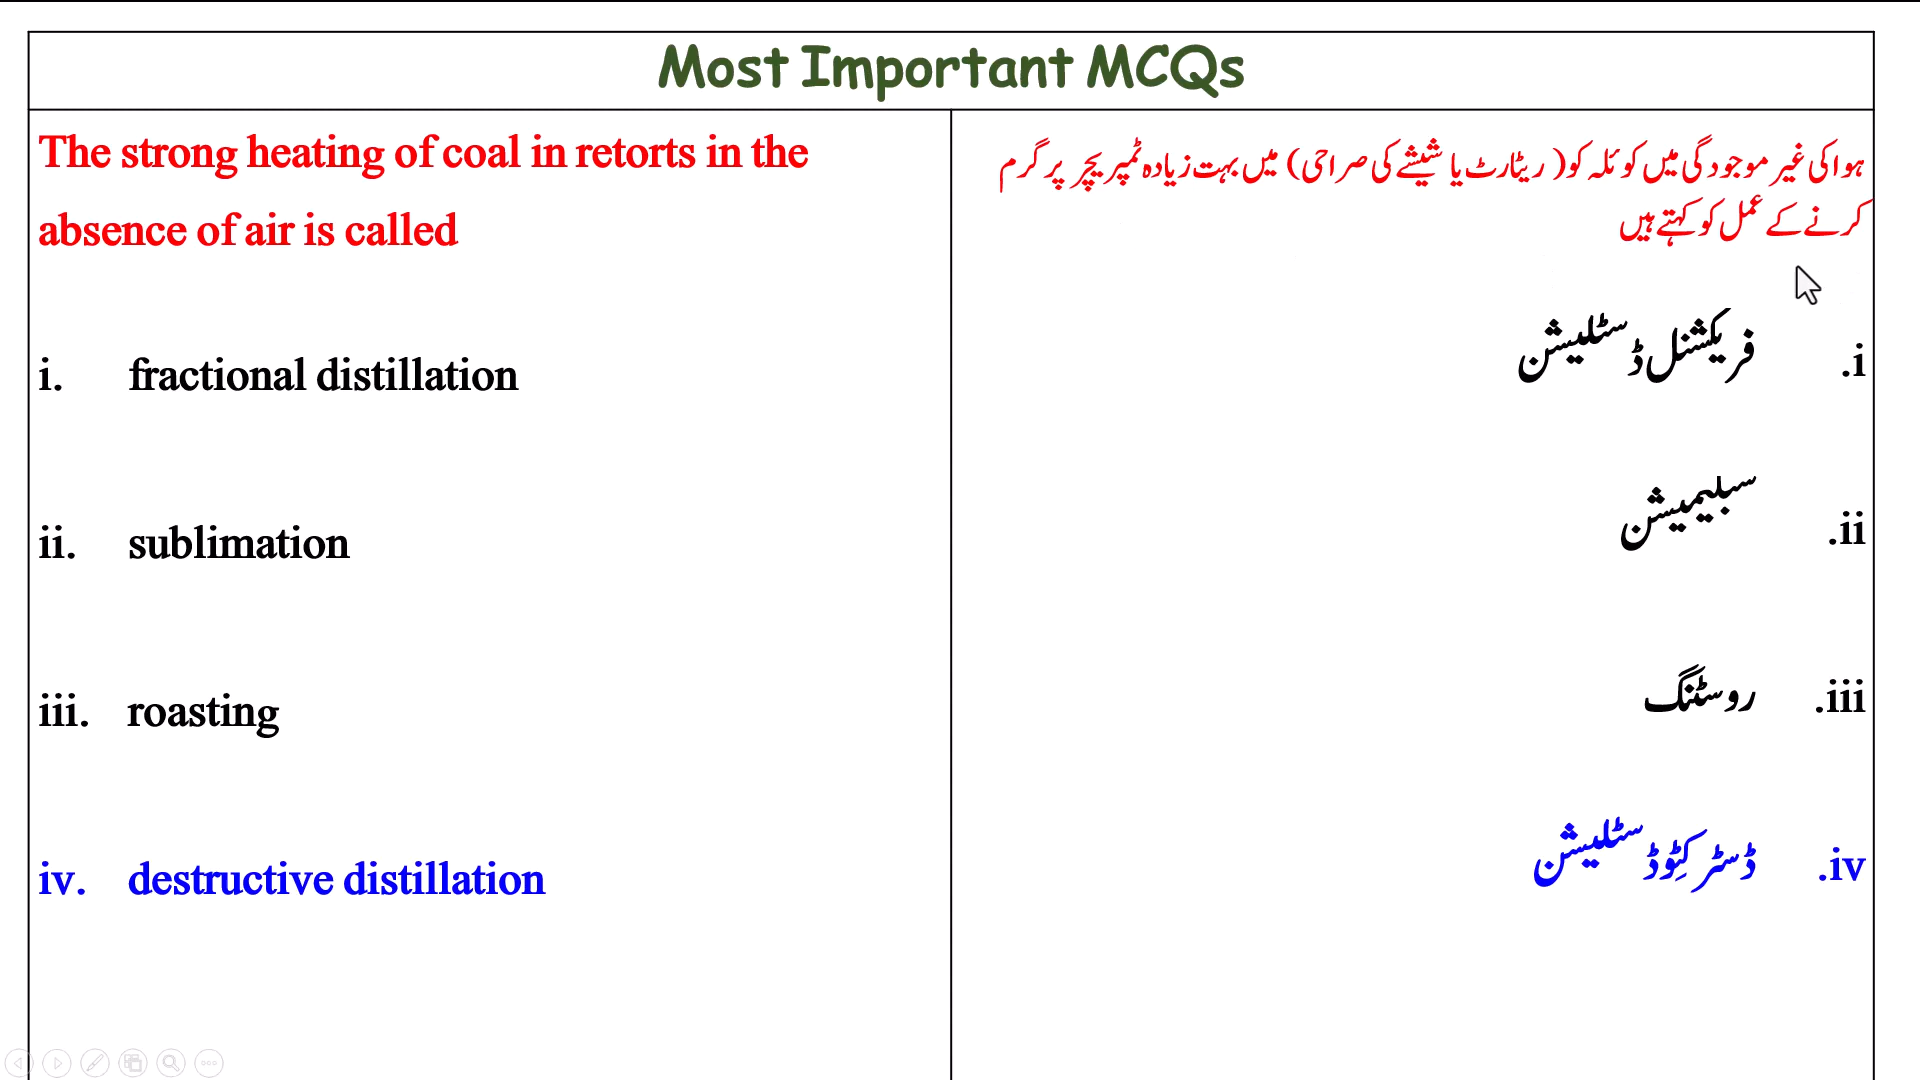 Most Important MCQs
The strong heating of coal in retorts in the
absence of air is called
i. fractional distillation
ii. sublimation
iii. roasting
iv. destructive distillation
ہوا کی غیر موجودگی میں کوئلہ کو( ریٹارٹ یا شیشے کی صراحی) میں بہت زیادہ ٹمپریچر پر گرم
کرنے کے عمل کو کہتے ہیں
i. فریکشنل ڈسٹلیشن
ii. سبلیمیشن
iii. روسٹنگ
iv. ڈسٹرکِٹِوڈسٹلیشن